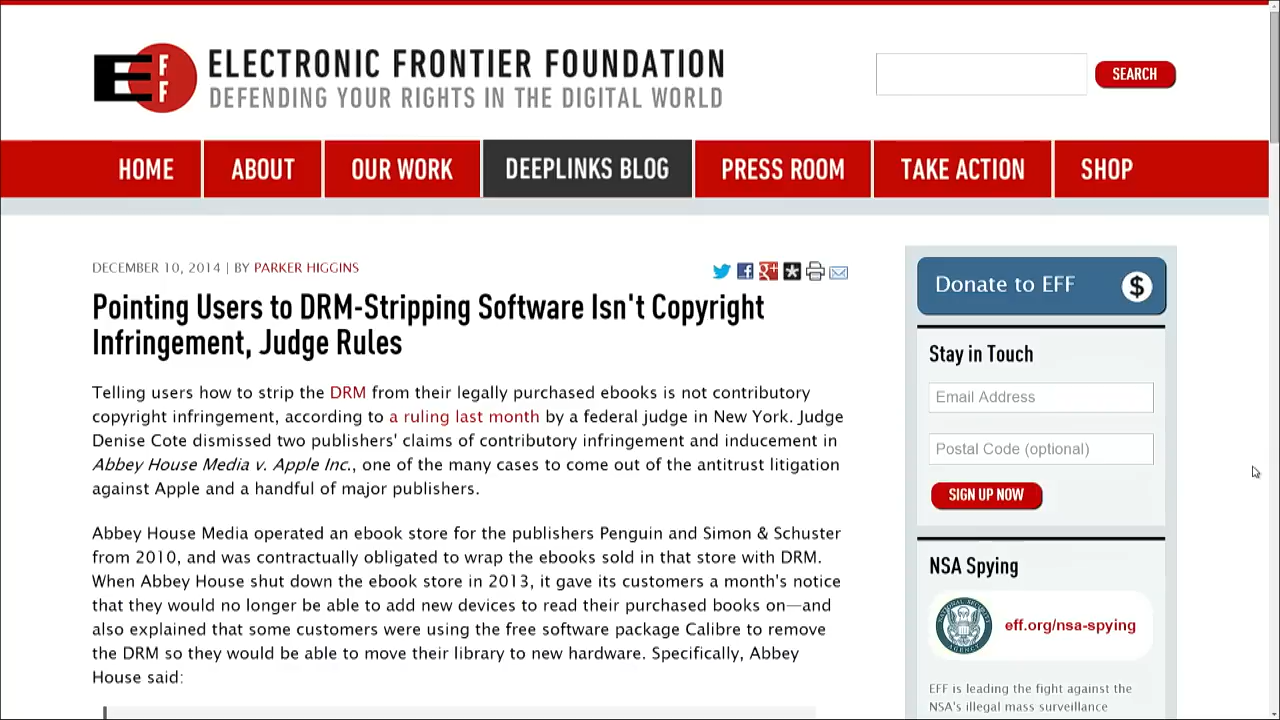 E F F
ELECTRONIC FRONTIER FOUNDATION
DEFENDING YOUR RIGHTS IN THE DIGITAL WORLD
SEARCH
HOME
ABOUT
OUR WORK
DEEPLINKS BLOG
PRESS ROOM
TAKE ACTION
SHOP
DECEMBER 10, 2014 | BY PARKER HIGGINS
Pointing Users to DRM-Stripping Software Isn't Copyright
Infringement, Judge Rules
Telling users how to strip the DRM from their legally purchased ebooks is not contributory
copyright infringement, according to a ruling last month by a federal judge in New York. Judge
Denise Cote dismissed two publishers' claims of contributory infringement and inducement in
Abbey House Media v. Apple Inc., one of the many cases to come out of the antitrust litigation
against Apple and a handful of major publishers.
Abbey House Media operated an ebook store for the publishers Penguin and Simon & Schuster
from 2010, and was contractually obligated to wrap the ebooks sold in that store with DRM.
When Abbey House shut down the ebook store in 2013, it gave its customers a month's notice
that they would no longer be able to add new devices to read their purchased books on—and
also explained that some customers were using the free software package Calibre to remove
the DRM so they would be able to move their library to new hardware. Specifically, Abbey
House said:
Donate to EFF $
Stay in Touch
Email Address
Postal Code (optional)
SIGN UP NOW
NSA Spying
eff.org/nsa-spying
EFF is leading the fight against the
NSA's illegal mass surveillance